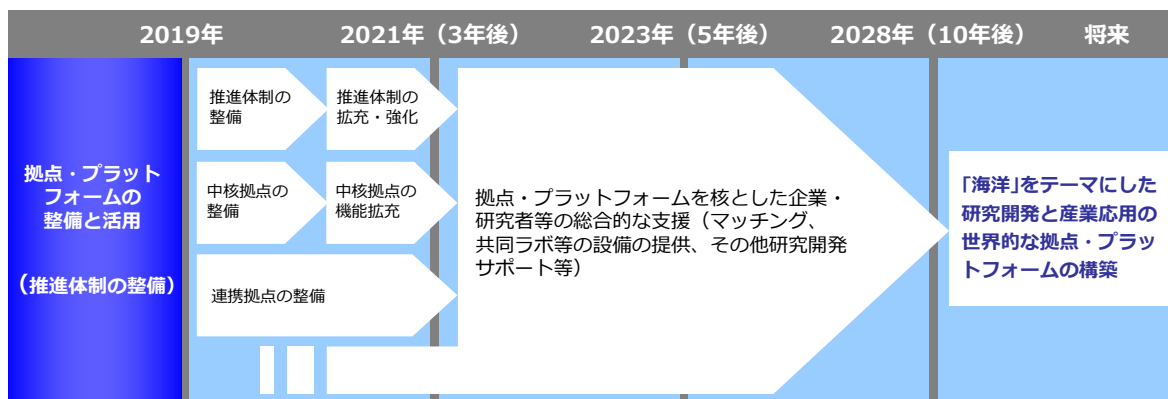 2019年
2021年（3年後）
2023年（5年後）
2028年（10年後）
将来
拠点・プラット
フォームの
整備と活用
（推進体制の整備）
推進体制の
整備
推進体制の
拡充・強化
中核拠点の
整備
中核拠点の
機能拡充
連携拠点の整備
拠点・プラットフォームを核とした企業・
研究者等の総合的な支援（マッチング、
共同ラボ等の設備の提供、その他研究開発
サポート等）
「海洋」をテーマにした
研究開発と産業応用の
世界的な拠点・プラッ
トフォームの構築